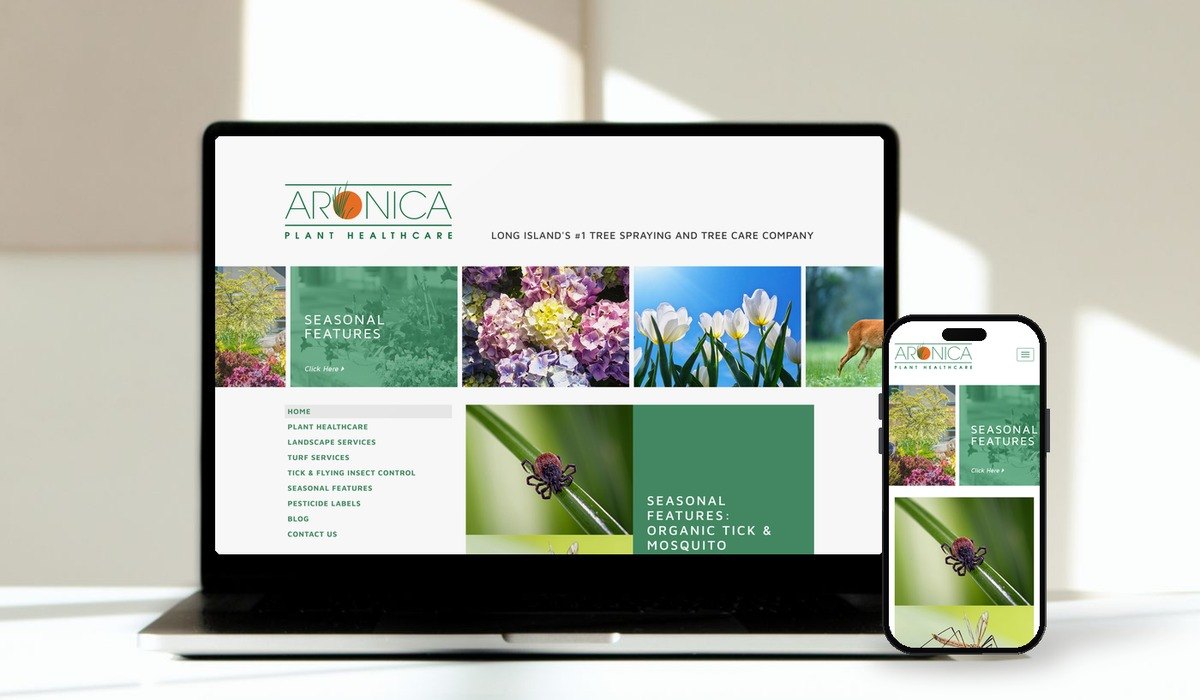 ARONICA
PLANT HEALTHCARE
LONG ISLAND'S #1 TREE SPRAYING AND TREE CARE COMPANY
SEASONAL
FEATURES
Click Here
HOME
PLANT HEALTHCARE
LANDSCAPE SERVICES
TURF SERVICES
TICK & FLYING INSECT CONTROL
SEASONAL FEATURES
PESTICIDE LABELS
BLOG
CONTACT US
SEASONAL
FEATURES:
ORGANIC TICK &
MOSQUITO
ARONICA
PLANT HEALTHCARE
SEASONAL
FEATURES
Click Here